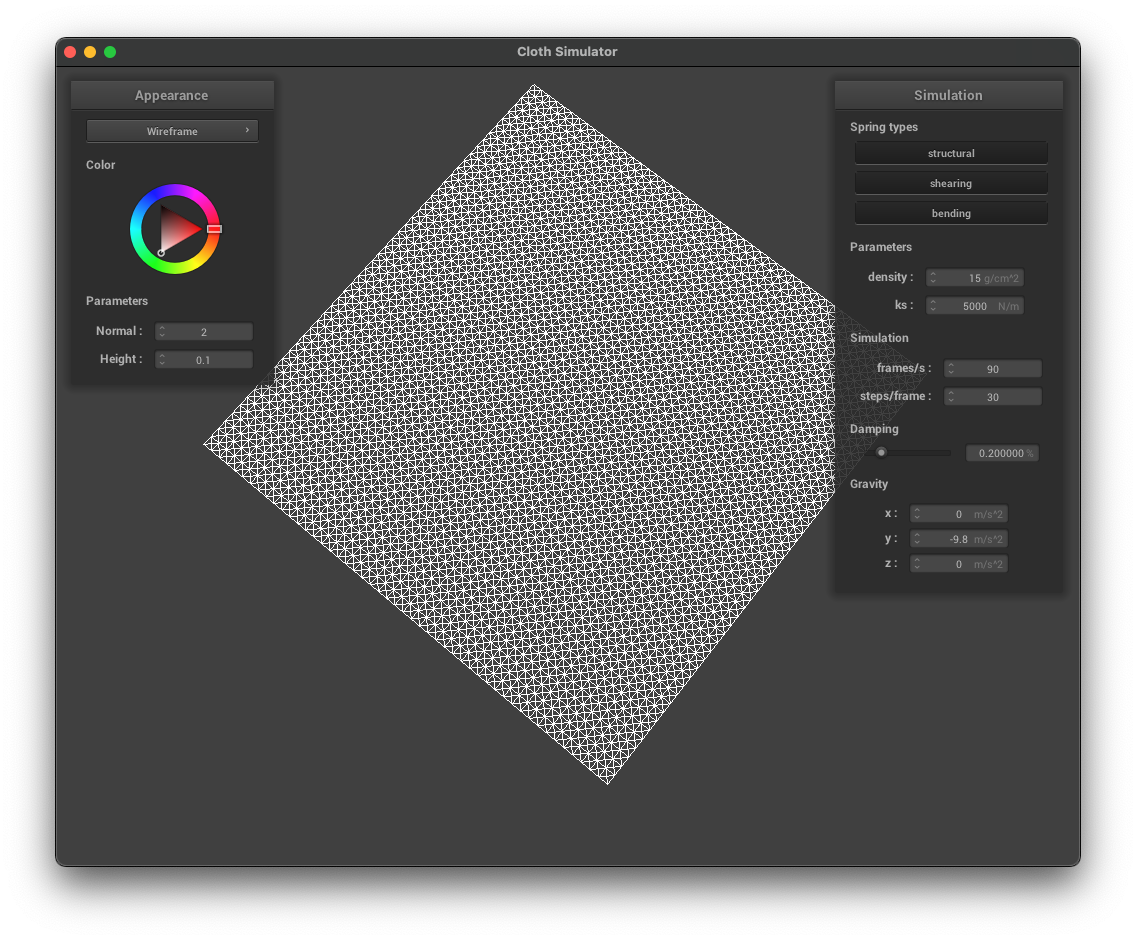 Cloth Simulator
Appearance
Wireframe
Color
Parameters
Normal : 2
Height : 0.1
Simulation
Spring types
structural
shearing
bending
Parameters
density : 15 g/cm^2
ks : 5000 N/m
Simulation
frames/s : 90
steps/frame : 30
Damping
0.200000 %
Gravity
x : 0 m/s^2
y : -9.8 m/s^2
z : 0 m/s^2